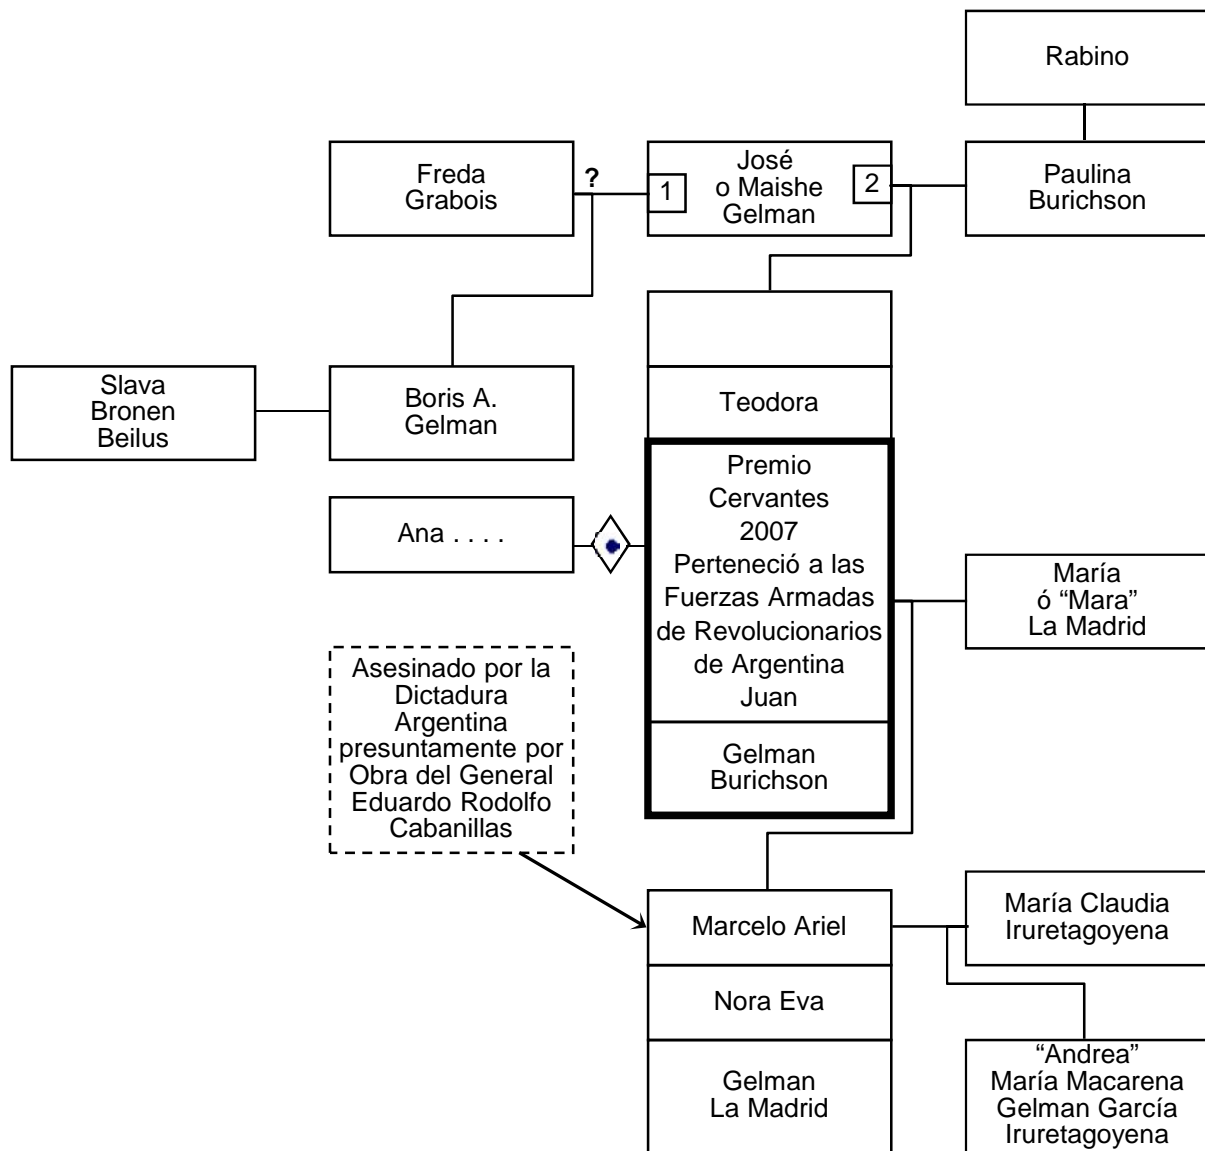 Rabino
Freda
Grabois
?
1
José
o Maishe
Gelman
2
Paulina
Burichson
Slava
Bronen
Beilus
Boris A.
Gelman
Teodora
Ana . . . .
Premio
Cervantes
2007
Perteneció a las
Fuerzas Armadas
de Revolucionarios
de Argentina
Juan
Gelman
Burichson
María
ó “Mara”
La Madrid
Asesinado por la
Dictadura
Argentina
presuntamente por
Obra del General
Eduardo Rodolfo
Cabanillas
Marcelo Ariel
María Claudia
Iruretagoyena
Nora Eva
Gelman
La Madrid
“Andrea”
María Macarena
Gelman García
Iruretagoyena